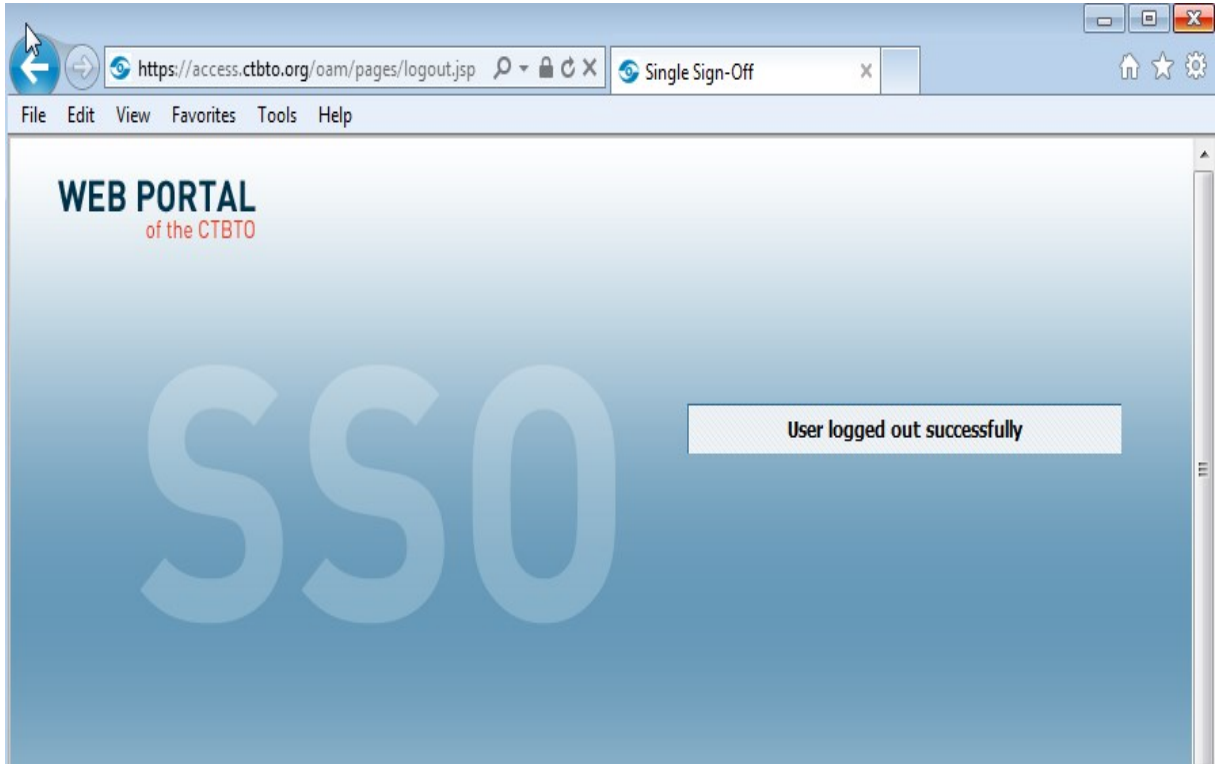 https://access.ctbto.org/oam/pages/logout.jsp
Single Sign-Off
File Edit View Favorites Tools Help
WEB PORTAL
of the CTBTO
SSO
User logged out successfully